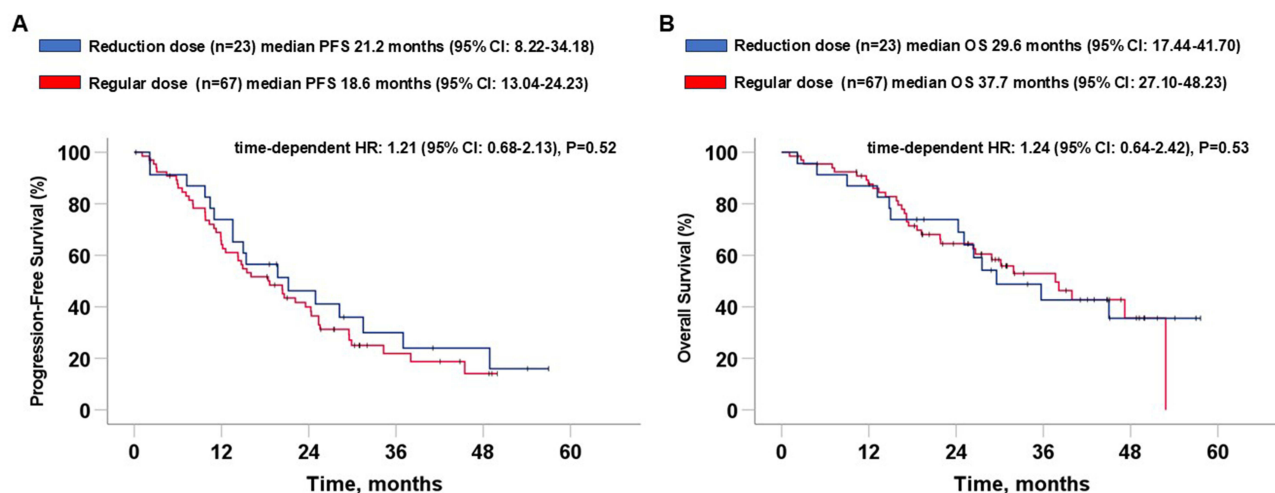 A
Reduction dose (n=23) median PFS 21.2 months (95% CI: 8.22-34.18)
Regular dose (n=67) median PFS 18.6 months (95% CI: 13.04-24.23)
time-dependent HR: 1.21 (95% CI: 0.68-2.13), P=0.52
Progression-Free Survival (%)
100
80
60
40
20
0
0 12 24 36 48 60
Time, months
B
Reduction dose (n=23) median OS 29.6 months (95% CI: 17.44-41.70)
Regular dose (n=67) median OS 37.7 months (95% CI: 27.10-48.23)
time-dependent HR: 1.24 (95% CI: 0.64-2.42), P=0.53
Overall Survival (%)
100
80
60
40
20
0
0 12 24 36 48 60
Time, months